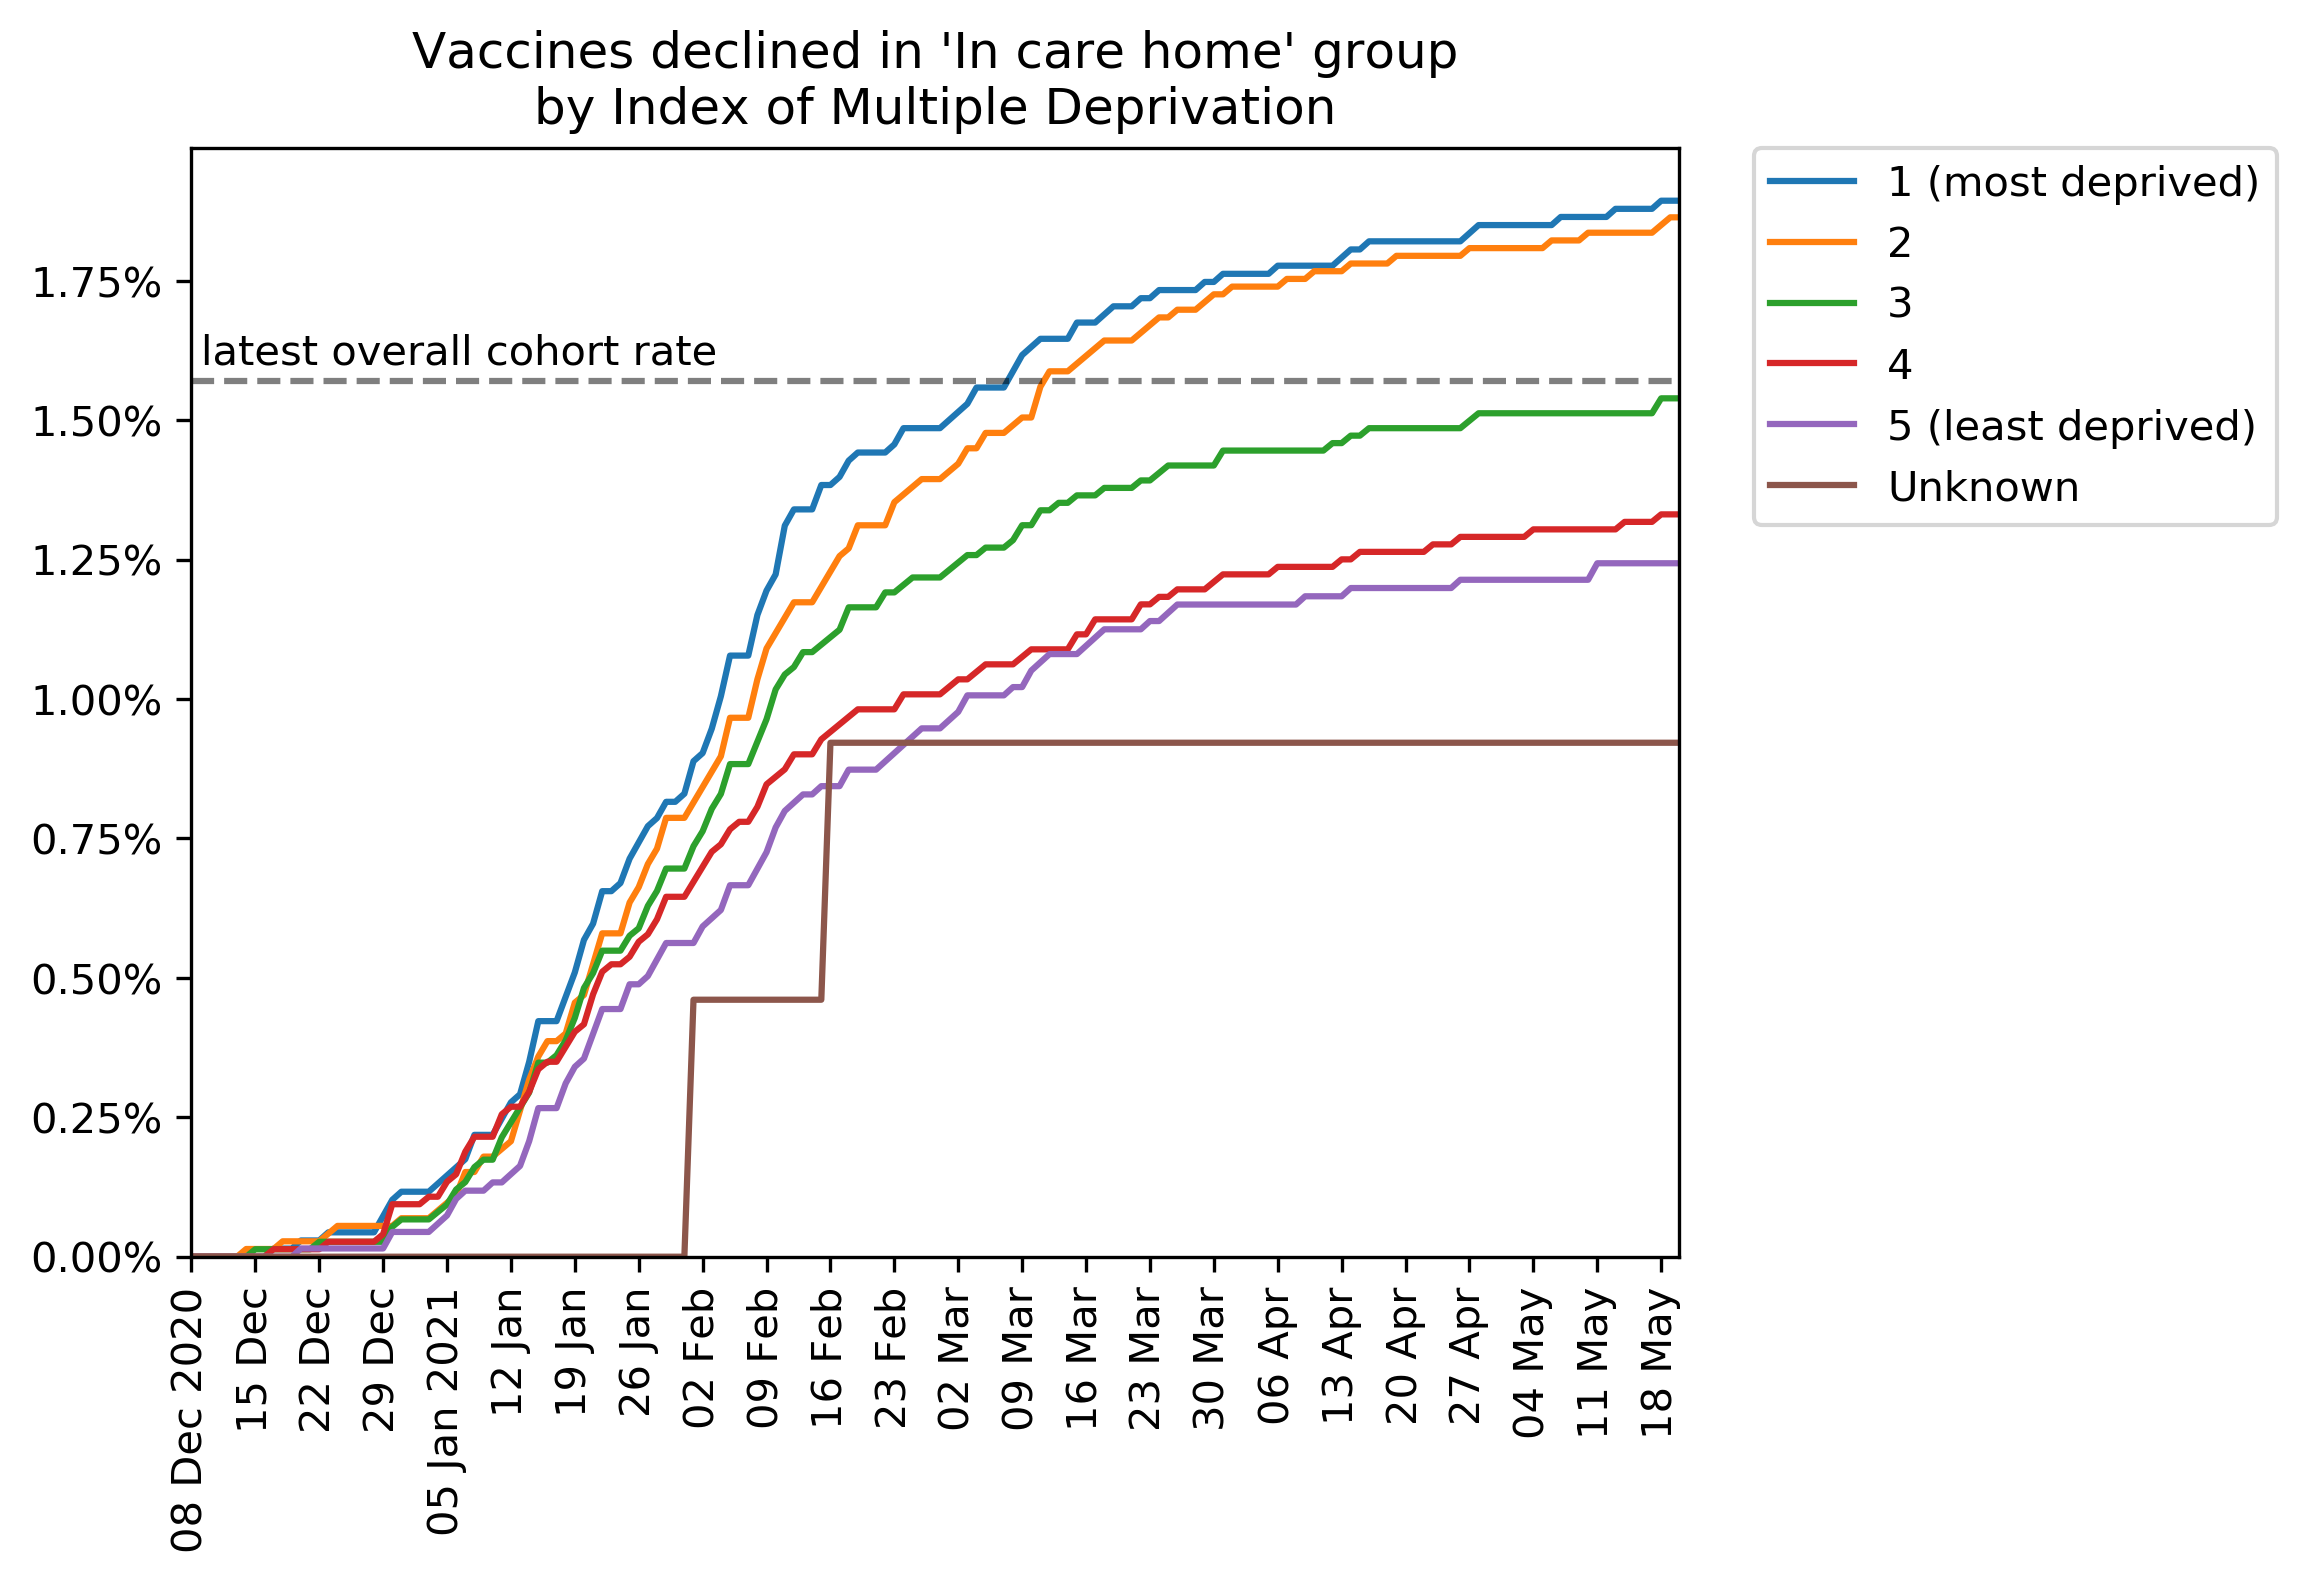 Vaccines declined in 'In care home' group
by Index of Multiple Deprivation
1 (most deprived)
2
3
4
5 (least deprived)
Unknown
1.75%
latest overall cohort rate
1.50%
1.25%
1.00%
0.75%
0.50%
0.25%
0.00%
08 Dec 2020
15 Dec
22 Dec
29 Dec
05 Jan 2021
12 Jan
19 Jan
26 Jan
02 Feb
09 Feb
16 Feb
23 Feb
02 Mar
09 Mar
16 Mar
23 Mar
30 Mar
06 Apr
13 Apr
20 Apr
27 Apr
04 May
11 May
18 May